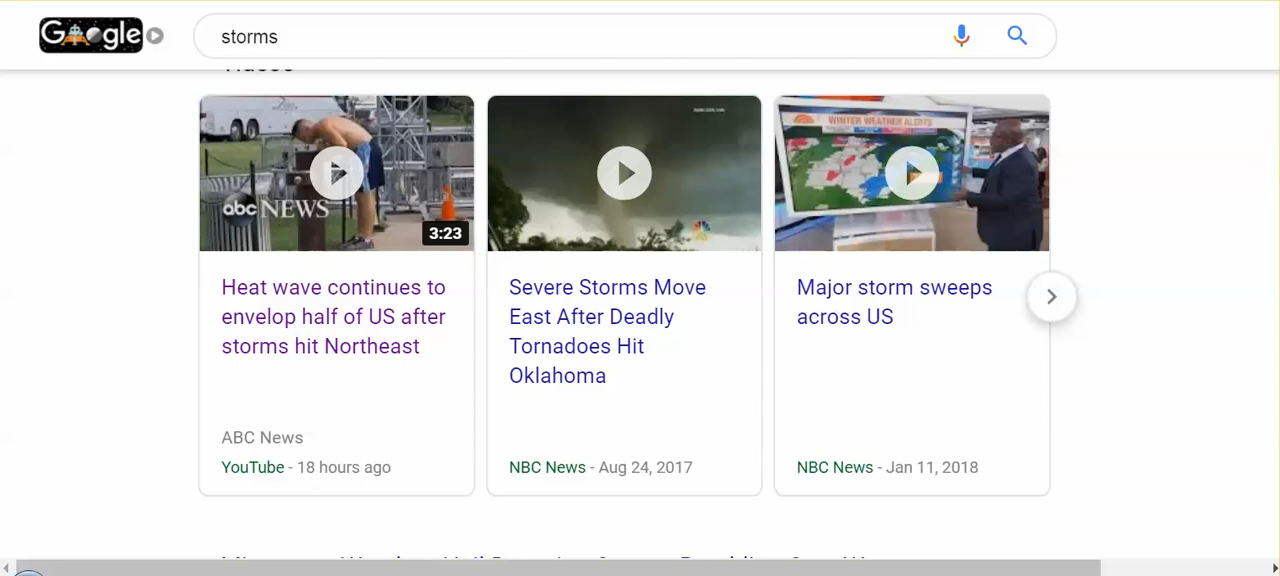 Google
storms
Videos
WINTER WEATHER ALERTS
abc NEWS
3:23
Heat wave continues to
envelop half of US after
storms hit Northeast
ABC News
YouTube - 18 hours ago
Severe Storms Move
East After Deadly
Tornadoes Hit
Oklahoma
NBC News - Aug 24, 2017
Major storm sweeps
across US
NBC News - Jan 11, 2018